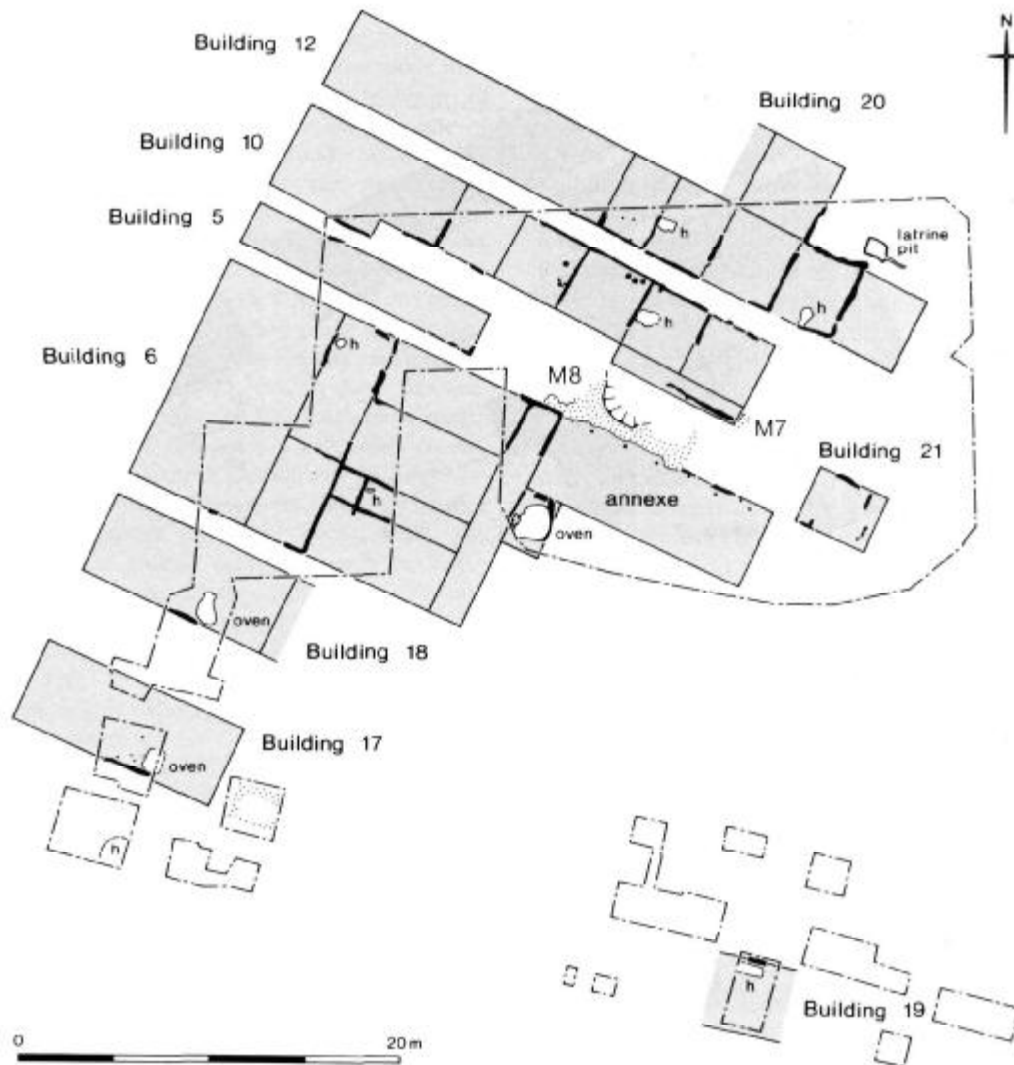 N
Building 12
Building 20
Building 10
Building 5
latrine
pit
h
h
h
Building 6
h
M8
M7
Building 21
annexe
h
oven
oven
Building 18
Building 17
oven
h
h
Building 19
0
20m